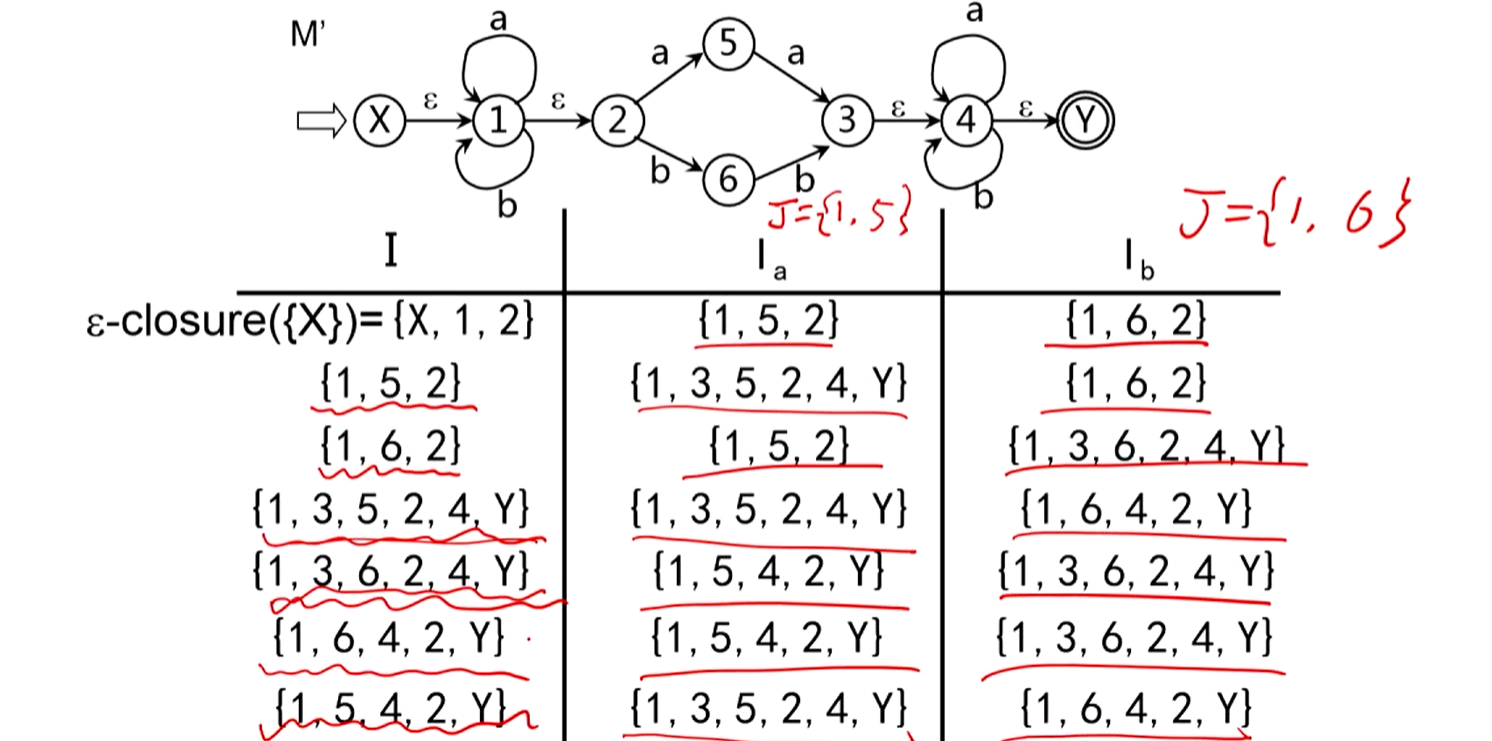 M'
a
a
ε
ε
a
a
ε
ε
X
1
2
5
3
4
Y
b
6
b
b
b
J={1, 5}
J={1, 6}
I
I a
I b
ε-closure({X})= {X, 1, 2} {1, 5, 2} {1, 6, 2}
{1, 5, 2} {1, 3, 5, 2, 4, Y} {1, 6, 2}
{1, 6, 2} {1, 5, 2} {1, 3, 6, 2, 4, Y}
{1, 3, 5, 2, 4, Y} {1, 3, 5, 2, 4, Y} {1, 6, 4, 2, Y}
{1, 3, 6, 2, 4, Y} {1, 5, 4, 2, Y} {1, 3, 6, 2, 4, Y}
{1, 6, 4, 2, Y} {1, 5, 4, 2, Y} {1, 3, 6, 2, 4, Y}
{1, 5, 4, 2, Y} {1, 3, 5, 2, 4, Y} {1, 6, 4, 2, Y}